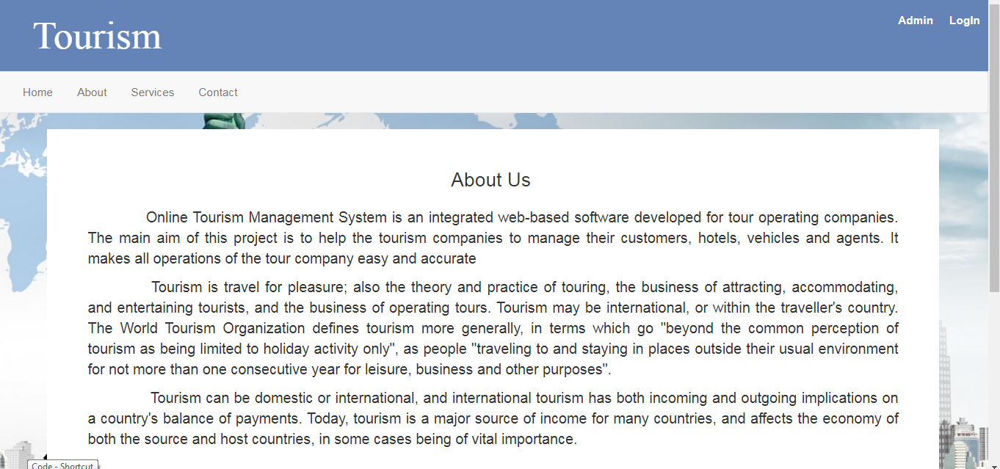 Tourism
Admin LogIn
Home About Services Contact
About Us
Online Tourism Management System is an integrated web-based software developed for tour operating companies.
The main aim of this project is to help the tourism companies to manage their customers, hotels, vehicles and agents. It
makes all operations of the tour company easy and accurate
Tourism is travel for pleasure; also the theory and practice of touring, the business of attracting, accommodating,
and entertaining tourists, and the business of operating tours. Tourism may be international, or within the traveller's country.
The World Tourism Organization defines tourism more generally, in terms which go "beyond the common perception of
tourism as being limited to holiday activity only", as people "traveling to and staying in places outside their usual environment
for not more than one consecutive year for leisure, business and other purposes".
Tourism can be domestic or international, and international tourism has both incoming and outgoing implications on
a country's balance of payments. Today, tourism is a major source of income for many countries, and affects the economy of
both the source and host countries, in some cases being of vital importance.
Code - Shortcut